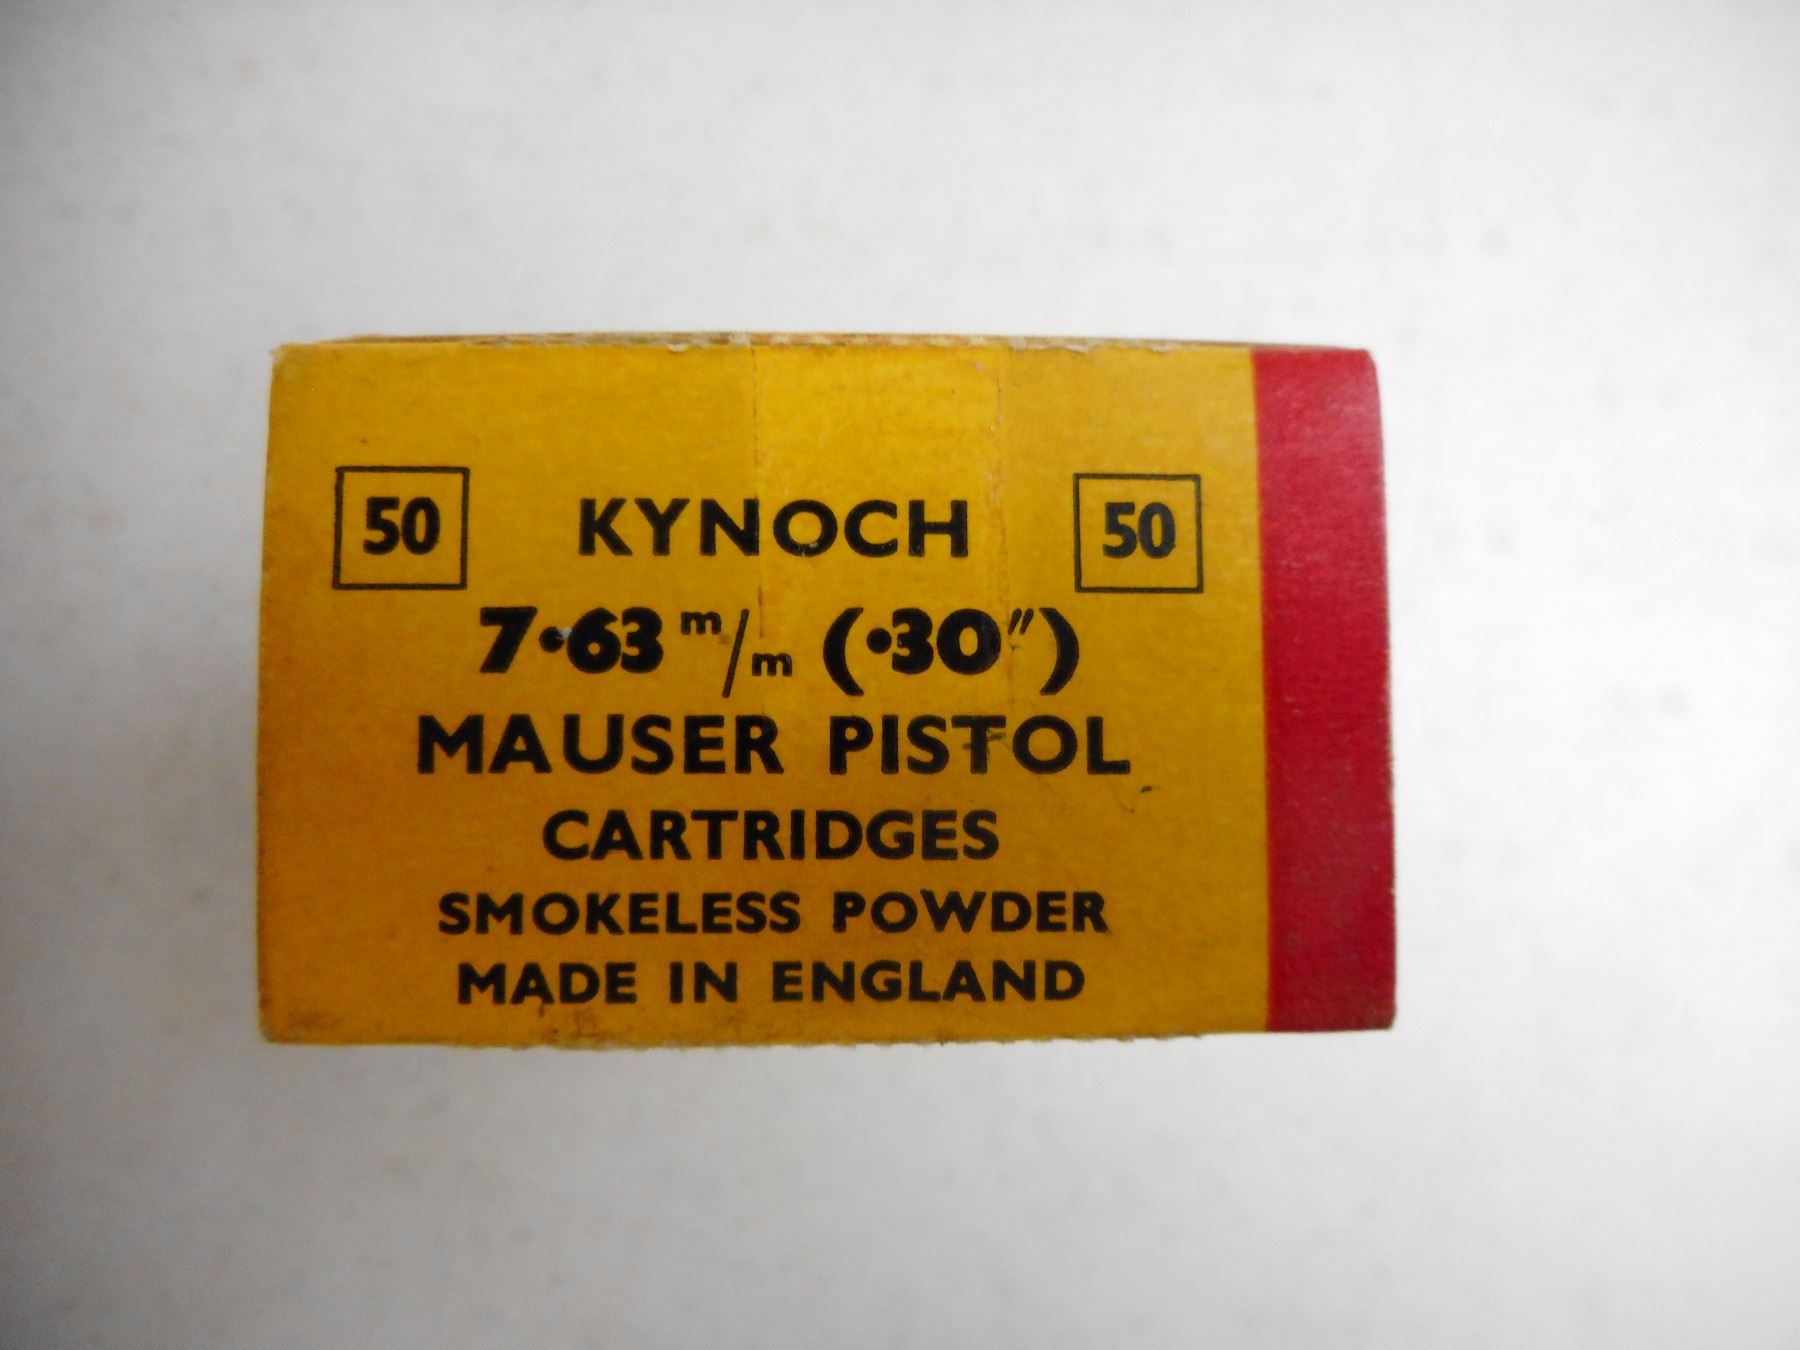 50 KYNOCH 50
7·63 m/m (·30")
MAUSER PISTOL
CARTRIDGES
SMOKELESS POWDER
MADE IN ENGLAND